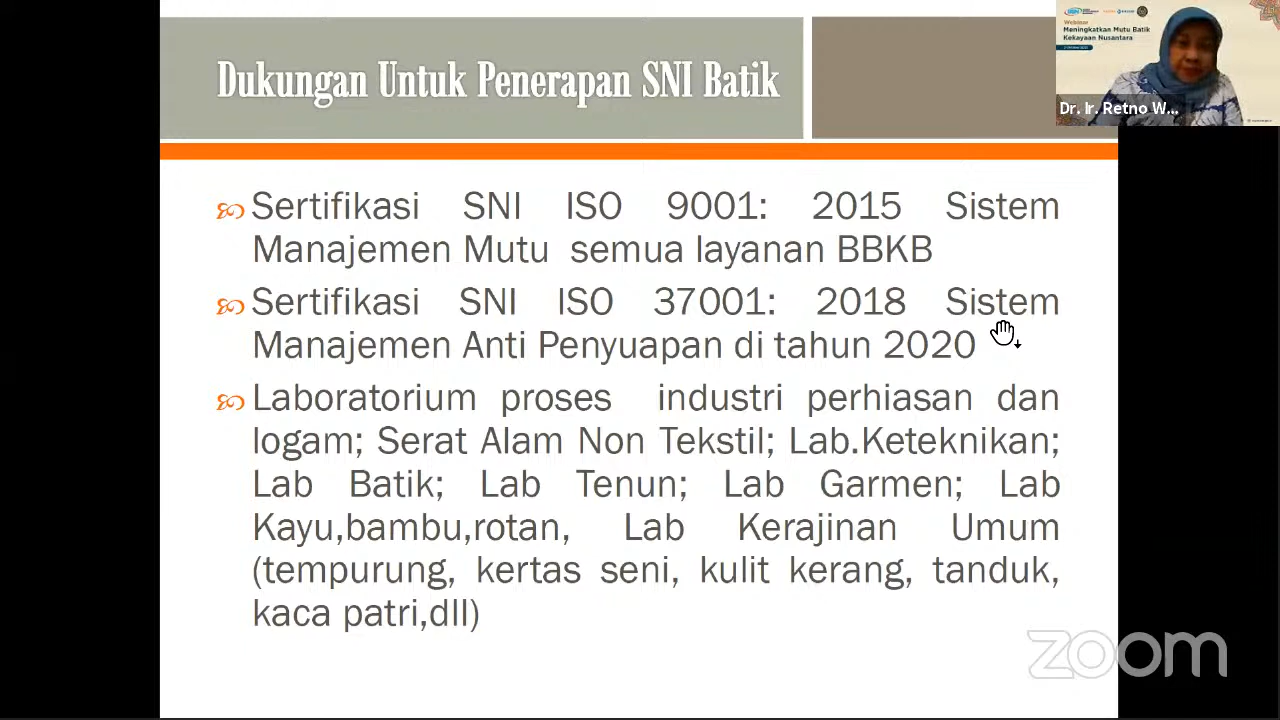 Dukungan Untuk Penerapan SNI Batik
Sertifikasi SNI ISO 9001: 2015 Sistem
Manajemen Mutu semua layanan BBKB
Sertifikasi SNI ISO 37001: 2018 Sistem
Manajemen Anti Penyuapan di tahun 2020
Laboratorium proses industri perhiasan dan
logam; Serat Alam Non Tekstil; Lab.Keteknikan;
Lab Batik; Lab Tenun; Lab Garmen; Lab
Kayu,bambu,rotan, Lab Kerajinan Umum
(tempurung, kertas seni, kulit kerang, tanduk,
kaca patri,dll)
Webinar
Meningkatkan Mutu Batik
Kekayaan Nusantara
Dr. Ir. Retno W...
zoom